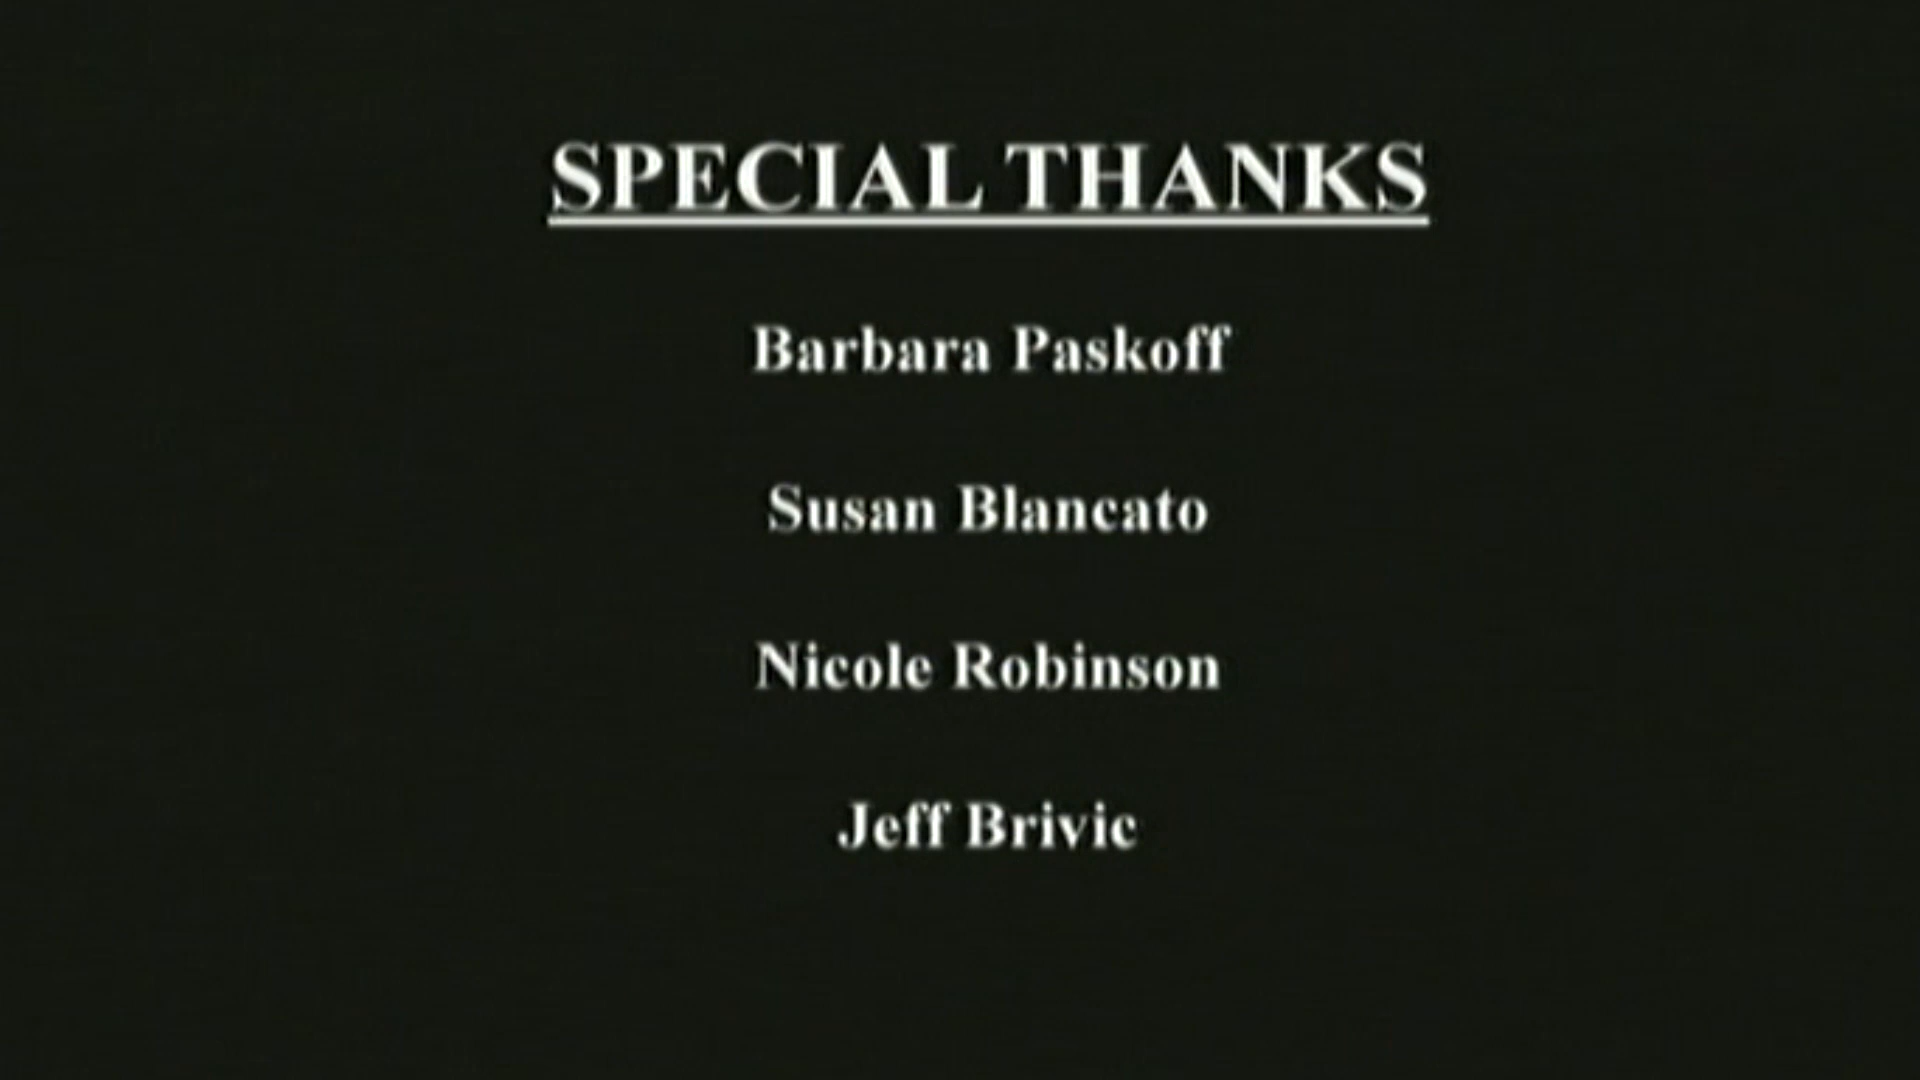 SPECIAL THANKS
Barbara Paskoff
Susan Blancato
Nicole Robinson
Jeff Brivic